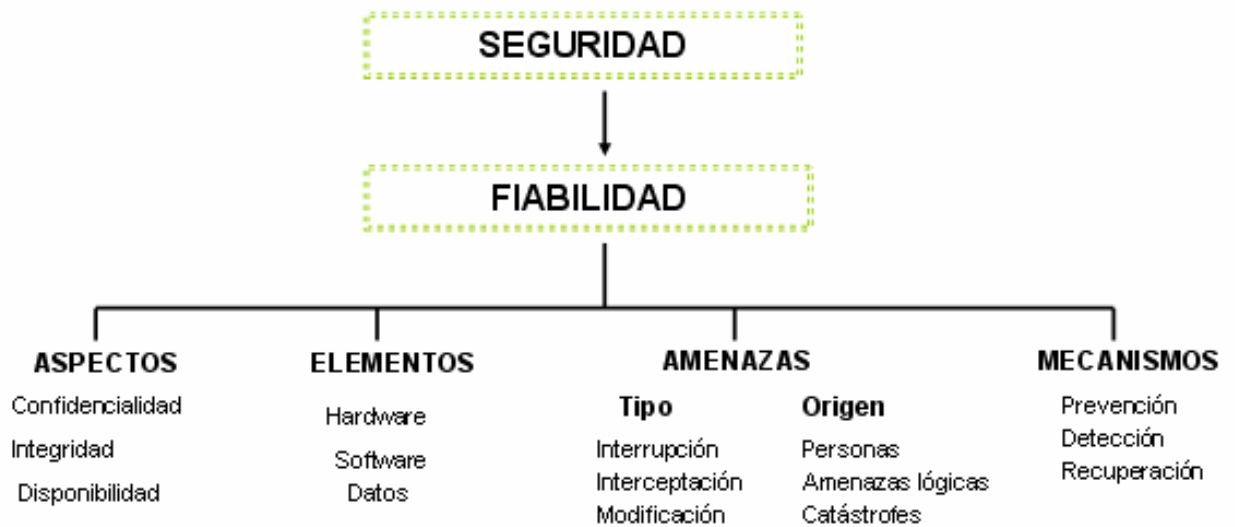 SEGURIDAD
FIABILIDAD
ASPECTOS
Confidencialidad
Integridad
Disponibilidad
ELEMENTOS
Hardware
Software
Datos
AMENAZAS
Tipo
Interrupción
Interceptación
Modificación
Origen
Personas
Amenazas lógicas
Catástrofes
MECANISMOS
Prevención
Detección
Recuperación